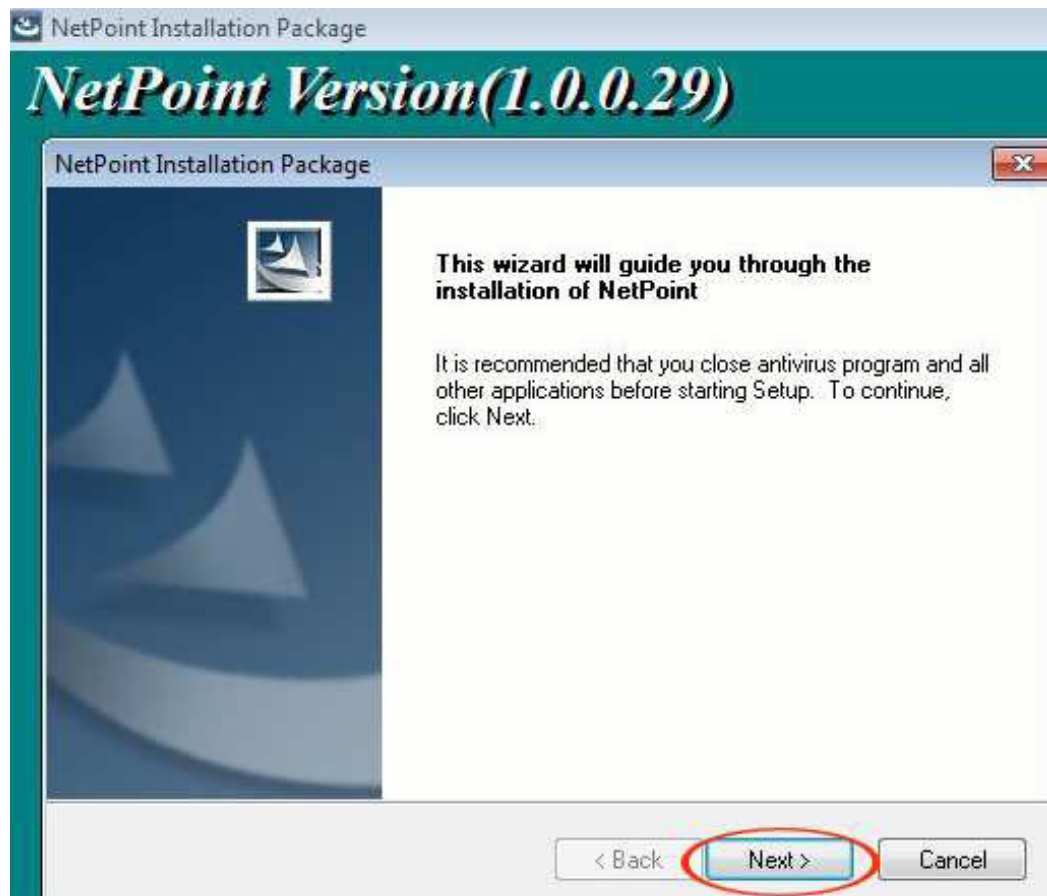 NetPoint Installation Package
NetPoint Version(1.0.0.29)
NetPoint Installation Package
This wizard will guide you through the
installation of NetPoint
It is recommended that you close antivirus program and all
other applications before starting Setup. To continue,
click Next.
< Back Next > Cancel